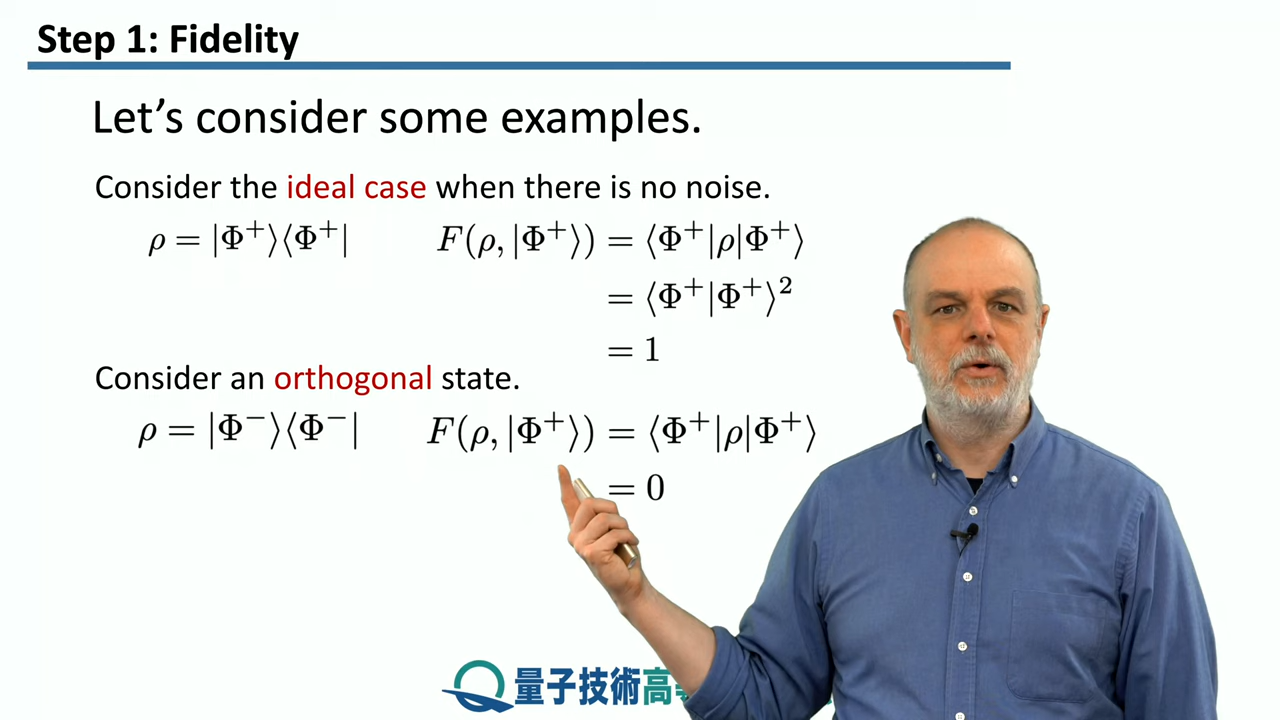 Step 1: Fidelity
Let's consider some examples.
Consider the ideal case when there is no noise.
ρ = |Φ⁺⟩⟨Φ⁺| F(ρ, |Φ⁺⟩) = ⟨Φ⁺|ρ|Φ⁺⟩
= ⟨Φ⁺|Φ⁺⟩²
= 1
Consider an orthogonal state.
ρ = |Φ⁻⟩⟨Φ⁻| F(ρ, |Φ⁺⟩) = ⟨Φ⁺|ρ|Φ⁺⟩
= 0
量子技術高